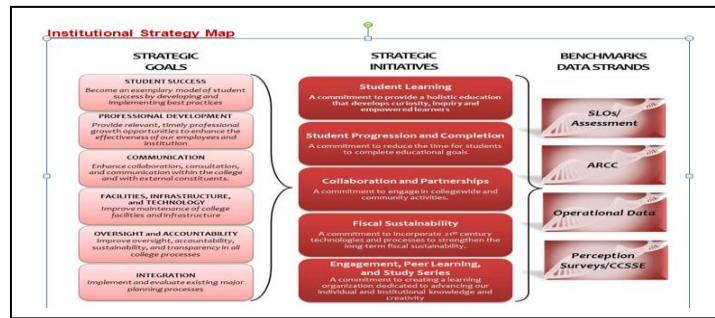 Institutional Strategy Map
STRATEGIC
GOALS
STUDENT SUCCESS
Become an exemplary model of student
success by developing and
implementing best practices
PROFESSIONAL DEVELOPMENT
Provide relevant, timely professional
growth opportunities to enhance the
effectiveness of our employees and
institution
COMMUNICATION
Enhance collaboration, consultation,
and communication within the college
and with external constituents.
FACILITIES, INFRASTRUCTURE,
and TECHNOLOGY
Improve maintenance of college
facilities and infrastructure
OVERSIGHT and ACCOUNTABILITY
Improve oversight, accountability,
sustainability, and transparency in all
college processes
INTEGRATION
Implement and evaluate existing major
planning processes
STRATEGIC
INITIATIVES
Student Learning
A commitment to provide a holistic education
that develops curiosity, inquiry and
empowered learners
Student Progression and Completion
A commitment to reduce the time for students
to complete educational goals
Collaboration and Partnerships
A commitment to engage in collegewide and
community activities.
Fiscal Sustainability
A commitment to incorporate 21st century
technologies and processes to strengthen the
long-term fiscal sustainability.
Engagement, Peer Learning,
and Study Series
A commitment to creating a learning
organization dedicated to advancing our
individual and institutional knowledge and
creativity
BENCHMARKS
DATA STRANDS
SLOs/
Assessment
ARCC
Operational Data
Perception
Surveys/CCSSE